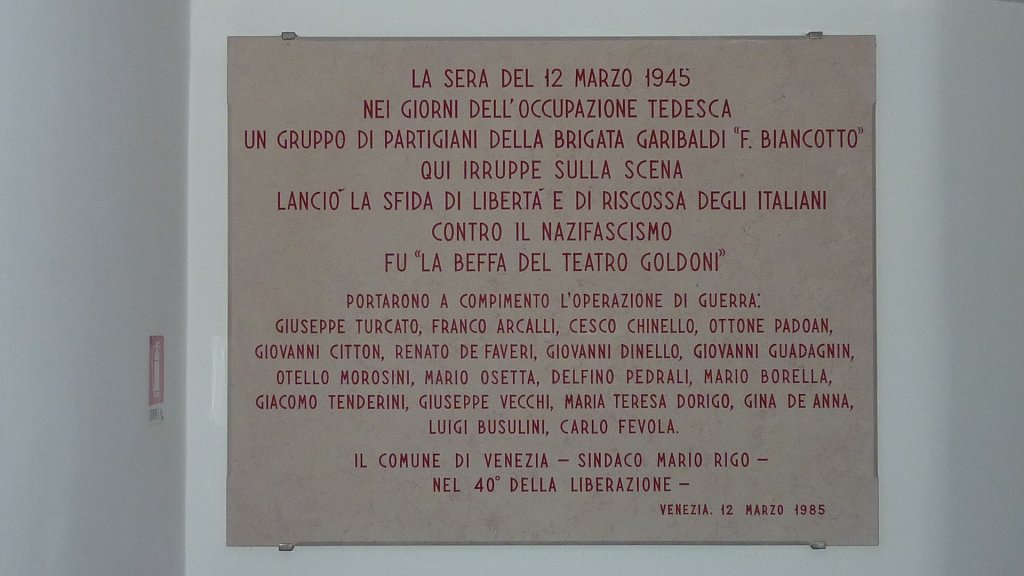 LA SERA DEL 12 MARZO 1945
NEI GIORNI DELL'OCCUPAZIONE TEDESCA
UN GRUPPO DI PARTIGIANI DELLA BRIGATA GARIBALDI "F. BIANCOTTO"
QUI IRRUPPE SULLA SCENA
LANCIÒ LA SFIDA DI LIBERTÀ E DI RISCOSSA DEGLI ITALIANI
CONTRO IL NAZIFASCISMO
FU "LA BEFFA DEL TEATRO GOLDONI"
PORTARONO A COMPIMENTO L'OPERAZIONE DI GUERRA:
GIUSEPPE TURCATO, FRANCO ARCALLI, CESCO CHINELLO, OTTONE PADOAN,
GIOVANNI CITTON, RENATO DE FAVERI, GIOVANNI DINELLO, GIOVANNI GUADAGNIN,
OTELLO MOROSINI, MARIO OSETTA, DELFINO PEDRALI, MARIO BORELLA,
GIACOMO TENDERINI, GIUSEPPE VECCHI, MARIA TERESA DORIGO, GINA DE ANNA,
LUIGI BUSULINI, CARLO FEVOLA.
IL COMUNE DI VENEZIA – SINDACO MARIO RIGO –
NEL 40° DELLA LIBERAZIONE –
VENEZIA. 12 MARZO 1985